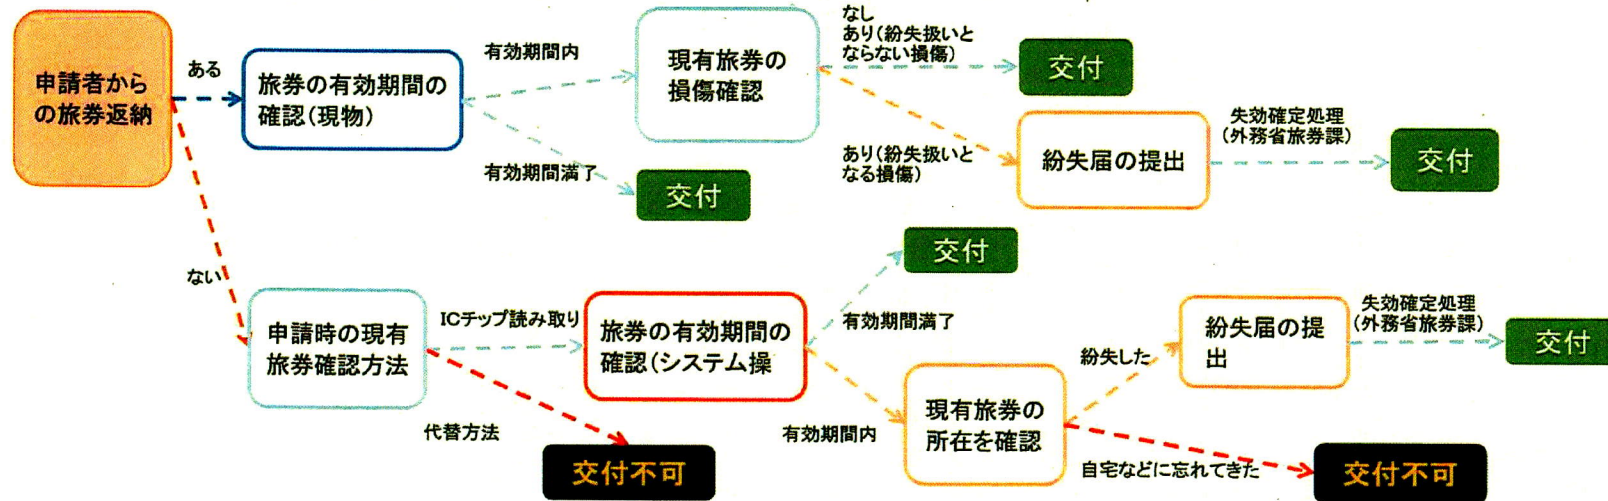 申請者から
の旅券返納
ある
旅券の有効期間の
確認(現物)
有効期間内
現有旅券の
損傷確認
なし
あり(紛失扱いと
ならない損傷)
交付
あり(紛失扱いと
なる損傷)
紛失届の提出
失効確定処理
(外務省旅券課)
交付
有効期間満了
交付
ない
申請時の現有
旅券確認方法
ICチップ読み取り
旅券の有効期間の
確認(システム操
有効期間満了
交付
有効期間内
現有旅券の
所在を確認
紛失した
紛失届の提
出
失効確定処理
(外務省旅券課)
交付
自宅などに忘れてきた
交付不可
代替方法
交付不可